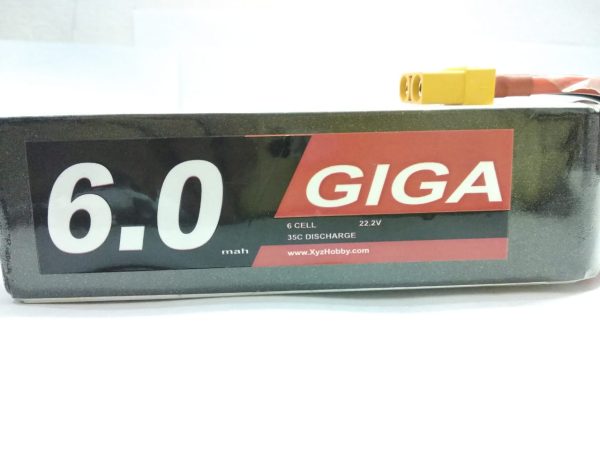 6.0 mah
GIGA
6 CELL 22.2V
35C DISCHARGE
www.XyzHobby.com